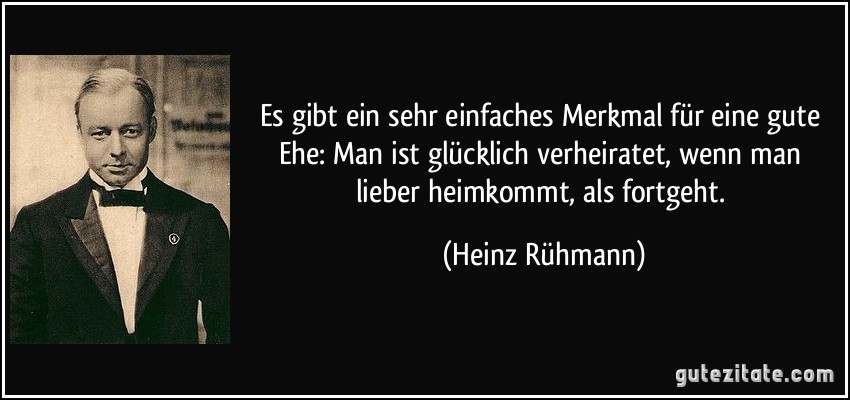 Es gibt ein sehr einfaches Merkmal für eine gute
Ehe: Man ist glücklich verheiratet, wenn man
lieber heimkommt, als fortgeht.
(Heinz Rühmann)
gutezitate.com